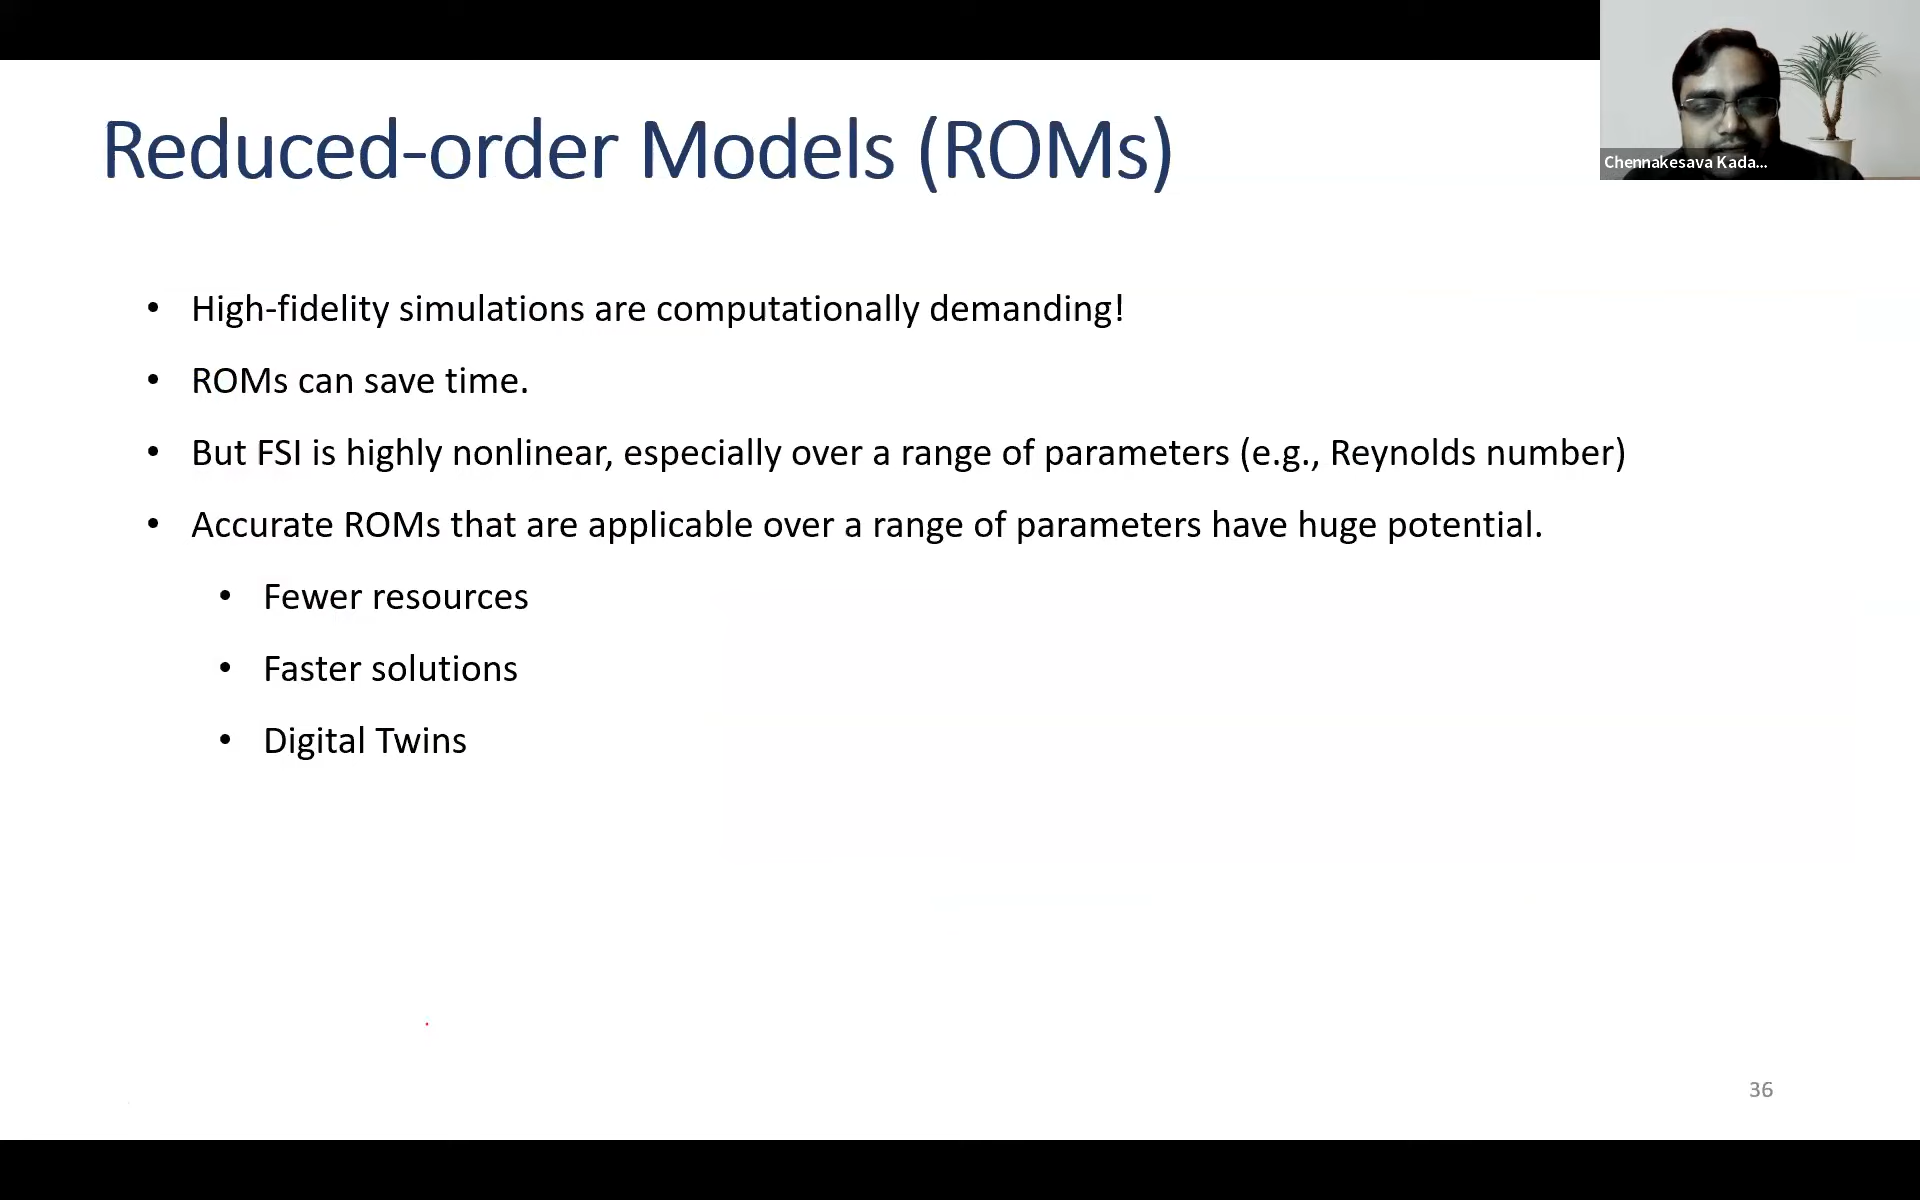 Chennakesava Kada...
Reduced-order Models (ROMs)
• High-fidelity simulations are computationally demanding!
• ROMs can save time.
• But FSI is highly nonlinear, especially over a range of parameters (e.g., Reynolds number)
• Accurate ROMs that are applicable over a range of parameters have huge potential.
• Fewer resources
• Faster solutions
• Digital Twins
36